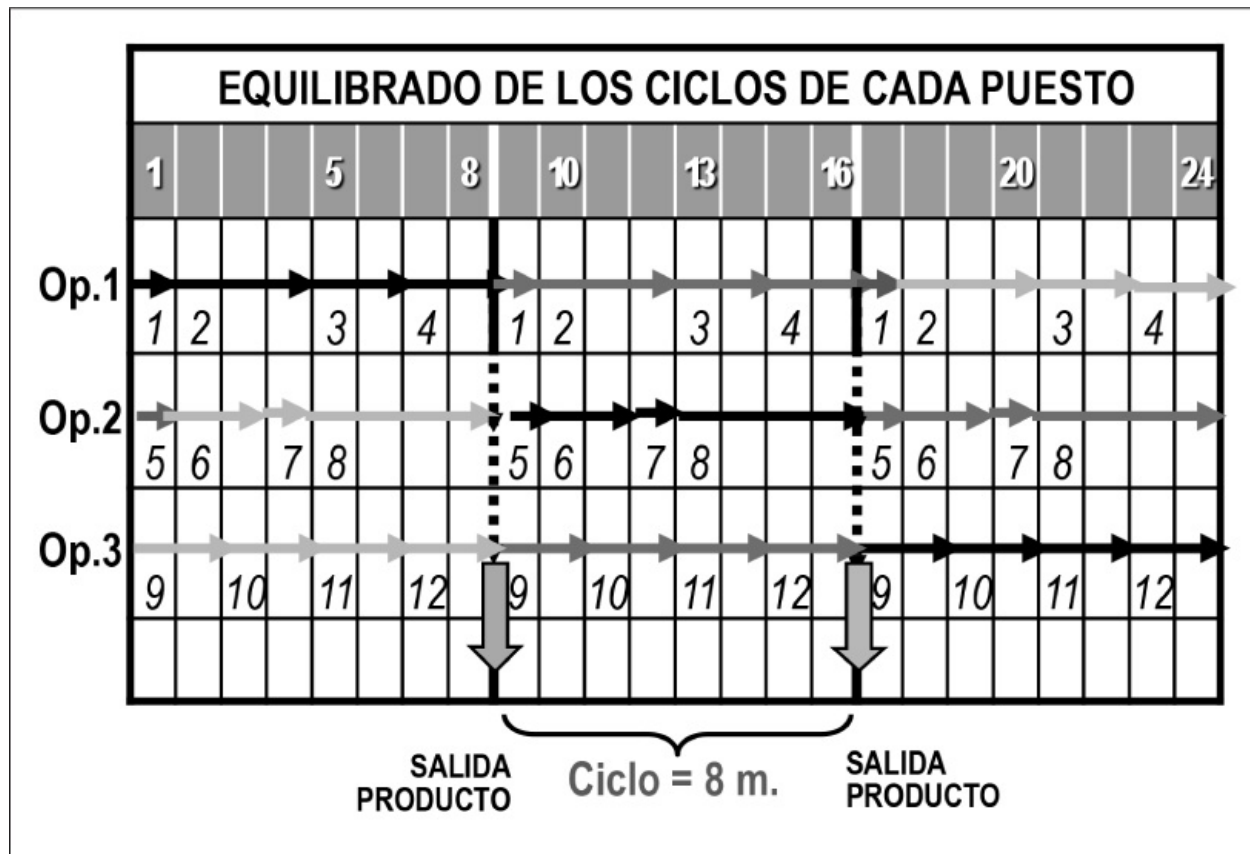 EQUILIBRADO DE LOS CICLOS DE CADA PUESTO
1 5 8 10 13 16 20 24
Op.1
1 2 3 4 1 2 3 4 1 2 3 4
Op.2
5 6 7 8 5 6 7 8 5 6 7 8
Op.3
9 10 11 12 9 10 11 12 9 10 11 12
SALIDA
PRODUCTO
Ciclo = 8 m.
SALIDA
PRODUCTO